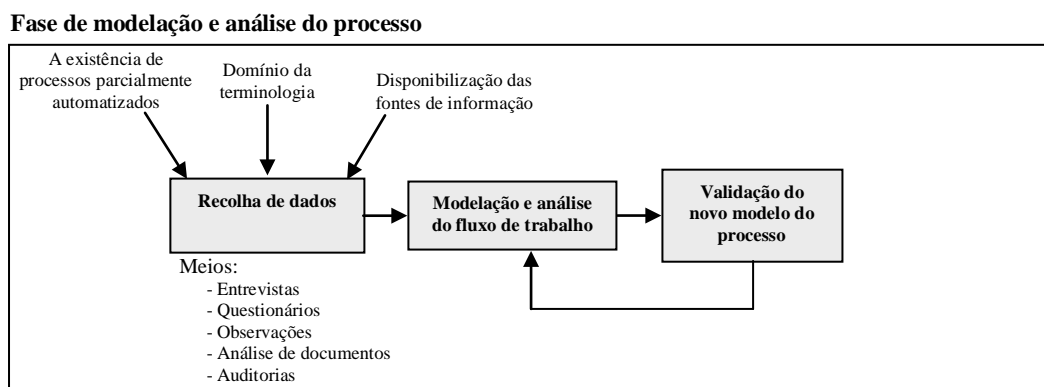 Fase de modelação e análise do processo
A existência de
processos parcialmente
automatizados
Domínio da
terminologia
Disponibilização das
fontes de informação
Recolha de dados
Modelação e análise
do fluxo de trabalho
Validação do
novo modelo do
processo
Meios:
- Entrevistas
- Questionários
- Observações
- Análise de documentos
- Auditorias